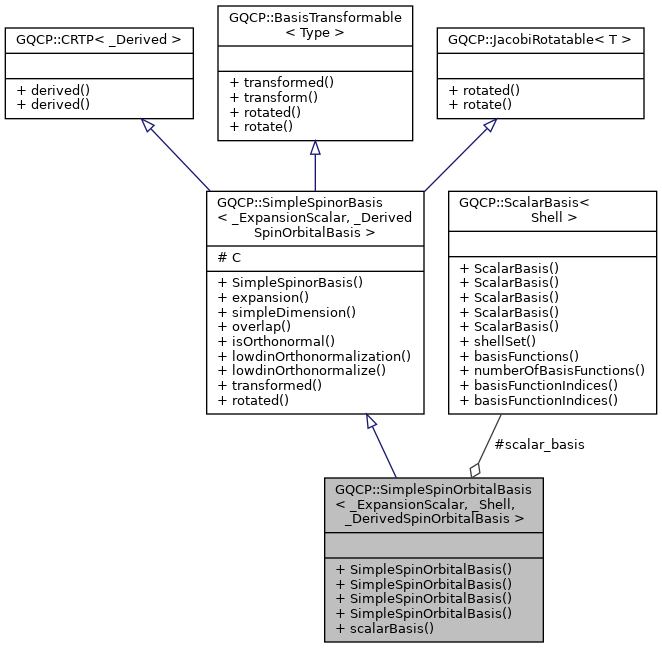 GQCP::CRTP< _Derived >
+ derived()
+ derived()
GQCP::BasisTransformable
< Type >
+ transformed()
+ transform()
+ rotated()
+ rotate()
GQCP::JacobiRotatable< T >
+ rotated()
+ rotate()
GQCP::SimpleSpinorBasis
< _ExpansionScalar, _Derived
SpinOrbitalBasis >
# C
+ SimpleSpinorBasis()
+ expansion()
+ simpleDimension()
+ overlap()
+ isOrthonormal()
+ lowdinOrthonormalization()
+ lowdinOrthonormalize()
+ transformed()
+ rotated()
GQCP::ScalarBasis<
Shell >
+ ScalarBasis()
+ ScalarBasis()
+ ScalarBasis()
+ ScalarBasis()
+ ScalarBasis()
+ shellSet()
+ basisFunctions()
+ numberOfBasisFunctions()
+ basisFunctionIndices()
+ basisFunctionIndices()
#scalar_basis
GQCP::SimpleSpinOrbitalBasis
< _ExpansionScalar, _Shell,
_DerivedSpinOrbitalBasis >
+ SimpleSpinOrbitalBasis()
+ SimpleSpinOrbitalBasis()
+ SimpleSpinOrbitalBasis()
+ SimpleSpinOrbitalBasis()
+ scalarBasis()